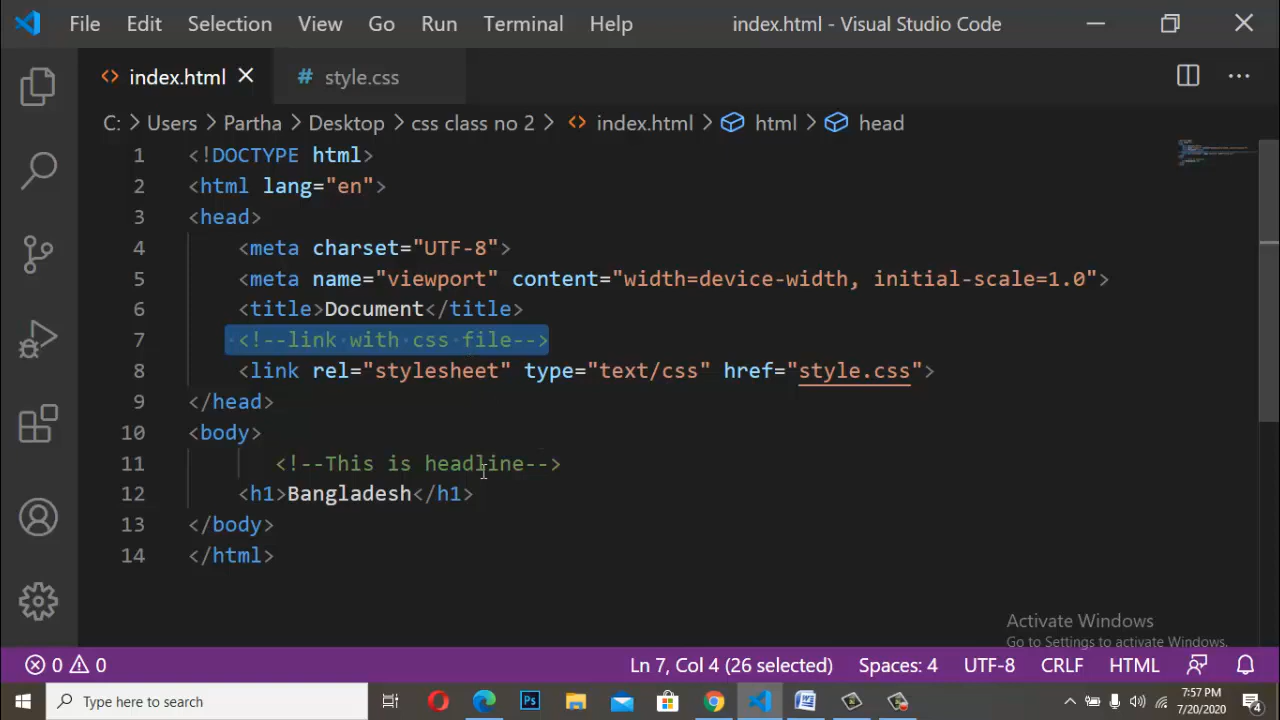 File Edit Selection View Go Run Terminal Help index.html - Visual Studio Code
index.html style.css
C: > Users > Partha > Desktop > css class no 2 > index.html > html > head
1 <!DOCTYPE html>
2 <html lang="en">
3 <head>
4 <meta charset="UTF-8">
5 <meta name="viewport" content="width=device-width, initial-scale=1.0">
6 <title>Document</title>
7 <!--link with css file-->
8 <link rel="stylesheet" type="text/css" href="style.css">
9 </head>
10 <body>
11 <!--This is headline-->
12 <h1>Bangladesh</h1>
13 </body>
14 </html>
Activate Windows
Go to Settings to activate Windows.
0 0 Ln 7, Col 4 (26 selected) Spaces: 4 UTF-8 CRLF HTML
Type here to search
Ps
7:57 PM
7/20/2020
4